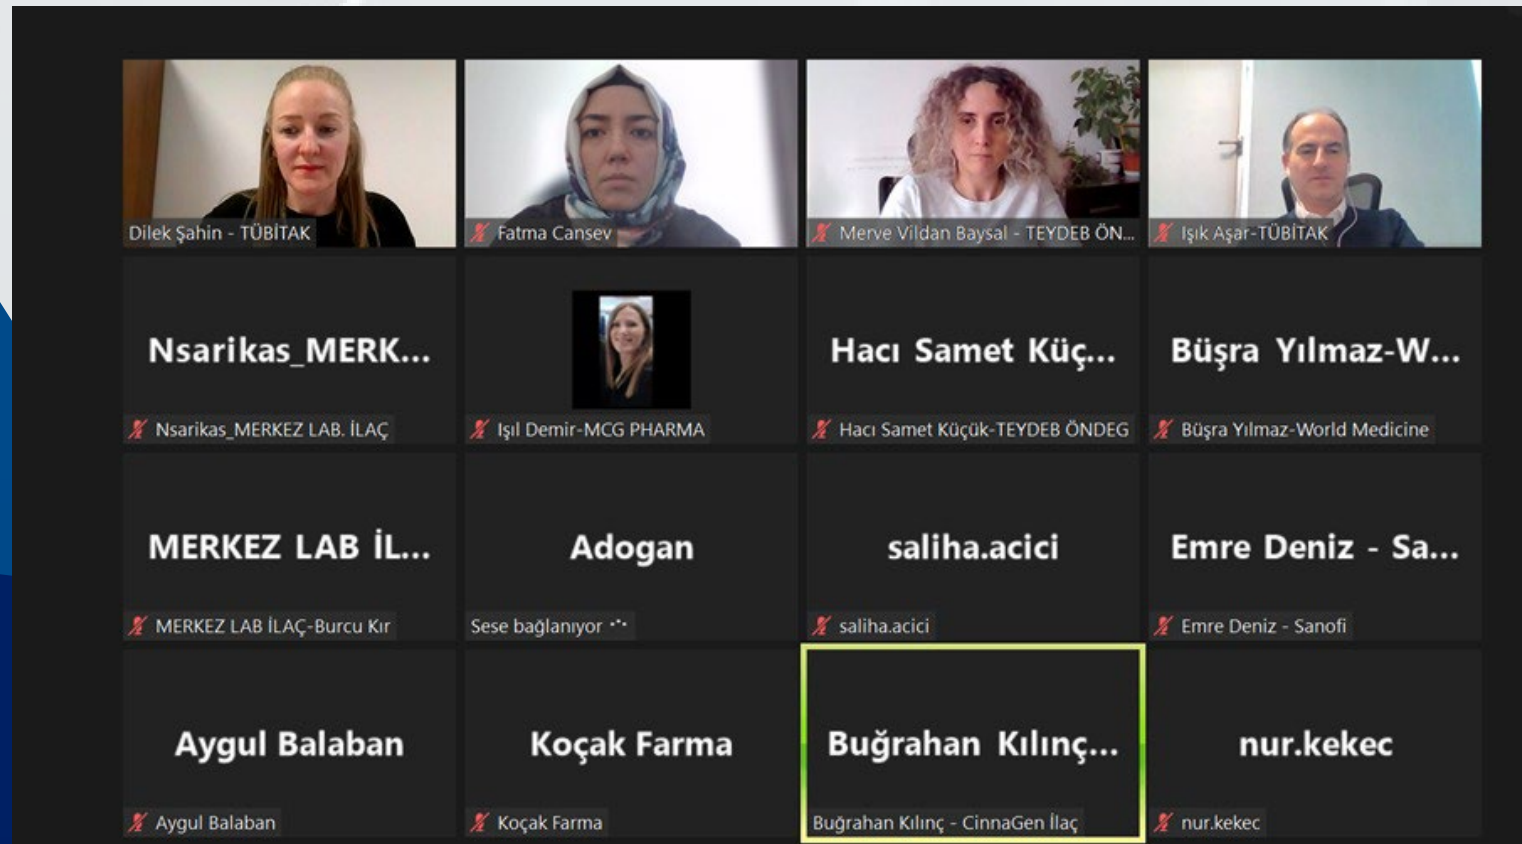 Dilek Şahin - TÜBİTAK
Fatma Cansev
Merve Vildan Baysal - TEYDEB ÖN...
Işık Aşar-TÜBİTAK
Nsarikas_MERK...
Hacı Samet Küç...
Büşra Yılmaz-W...
Nsarikas_MERKEZ LAB. İLAÇ
Işıl Demir-MCG PHARMA
Hacı Samet Küçük-TEYDEB ÖNDEG
Büşra Yılmaz-World Medicine
MERKEZ LAB İL...
Adogan
saliha.acici
Emre Deniz - Sa...
MERKEZ LAB İLAÇ-Burcu Kır
Sese bağlanıyor
saliha.acici
Emre Deniz - Sanofi
Aygul Balaban
Koçak Farma
Buğrahan Kılınç...
nur.kekec
Aygul Balaban
Koçak Farma
Buğrahan Kılınç - CinnaGen İlaç
nur.kekec